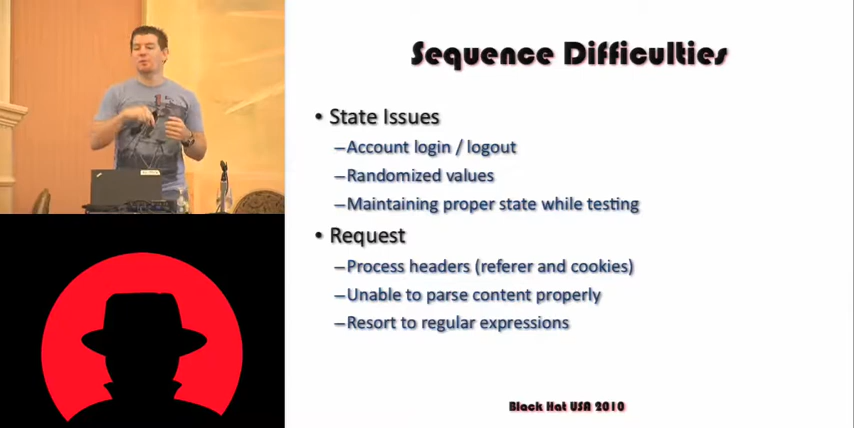 Sequence Difficulties
• State Issues
–Account login / logout
–Randomized values
–Maintaining proper state while testing
• Request
–Process headers (referer and cookies)
–Unable to parse content properly
–Resort to regular expressions
Black Hat USA 2010